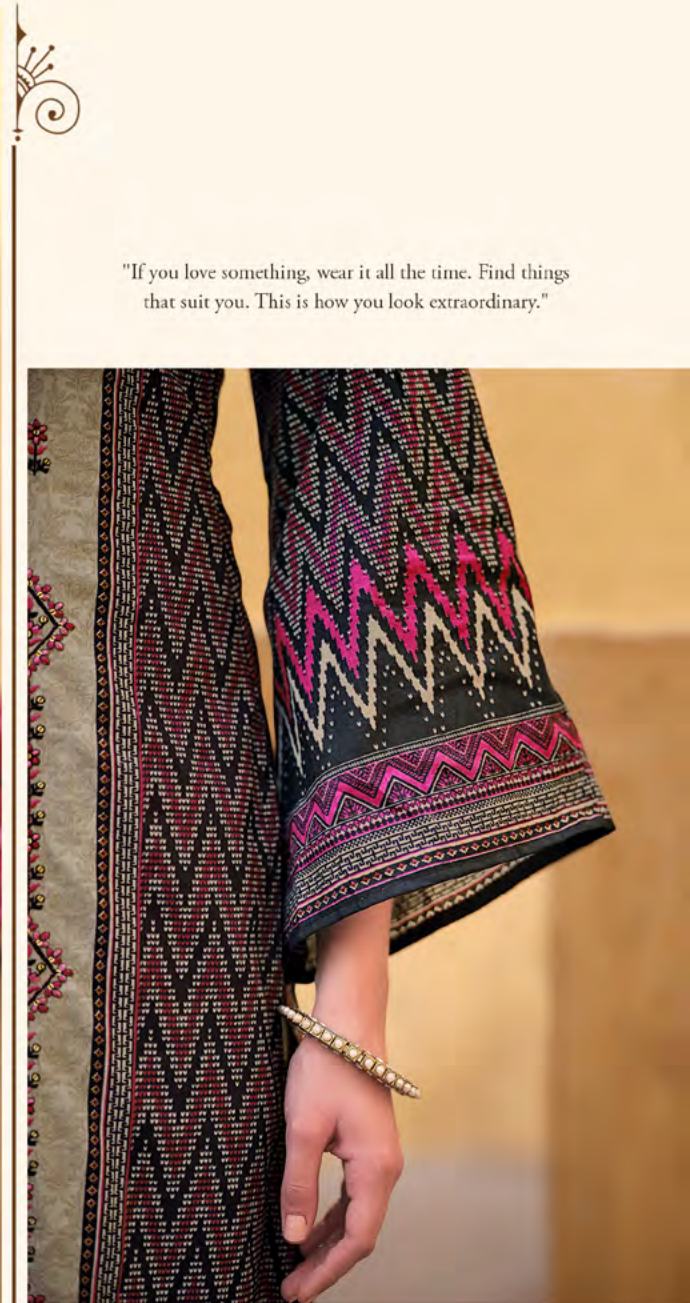 "If you love something, wear it all the time. Find things
that suit you. This is how you look extraordinary."